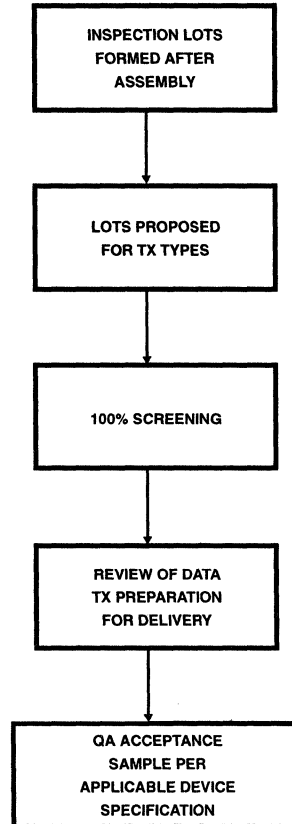 INSPECTION LOTS
FORMED AFTER
ASSEMBLY
LOTS PROPOSED
FOR TX TYPES
100% SCREENING
REVIEW OF DATA
TX PREPARATION
FOR DELIVERY
QA ACCEPTANCE
SAMPLE PER
APPLICABLE DEVICE
SPECIFICATION